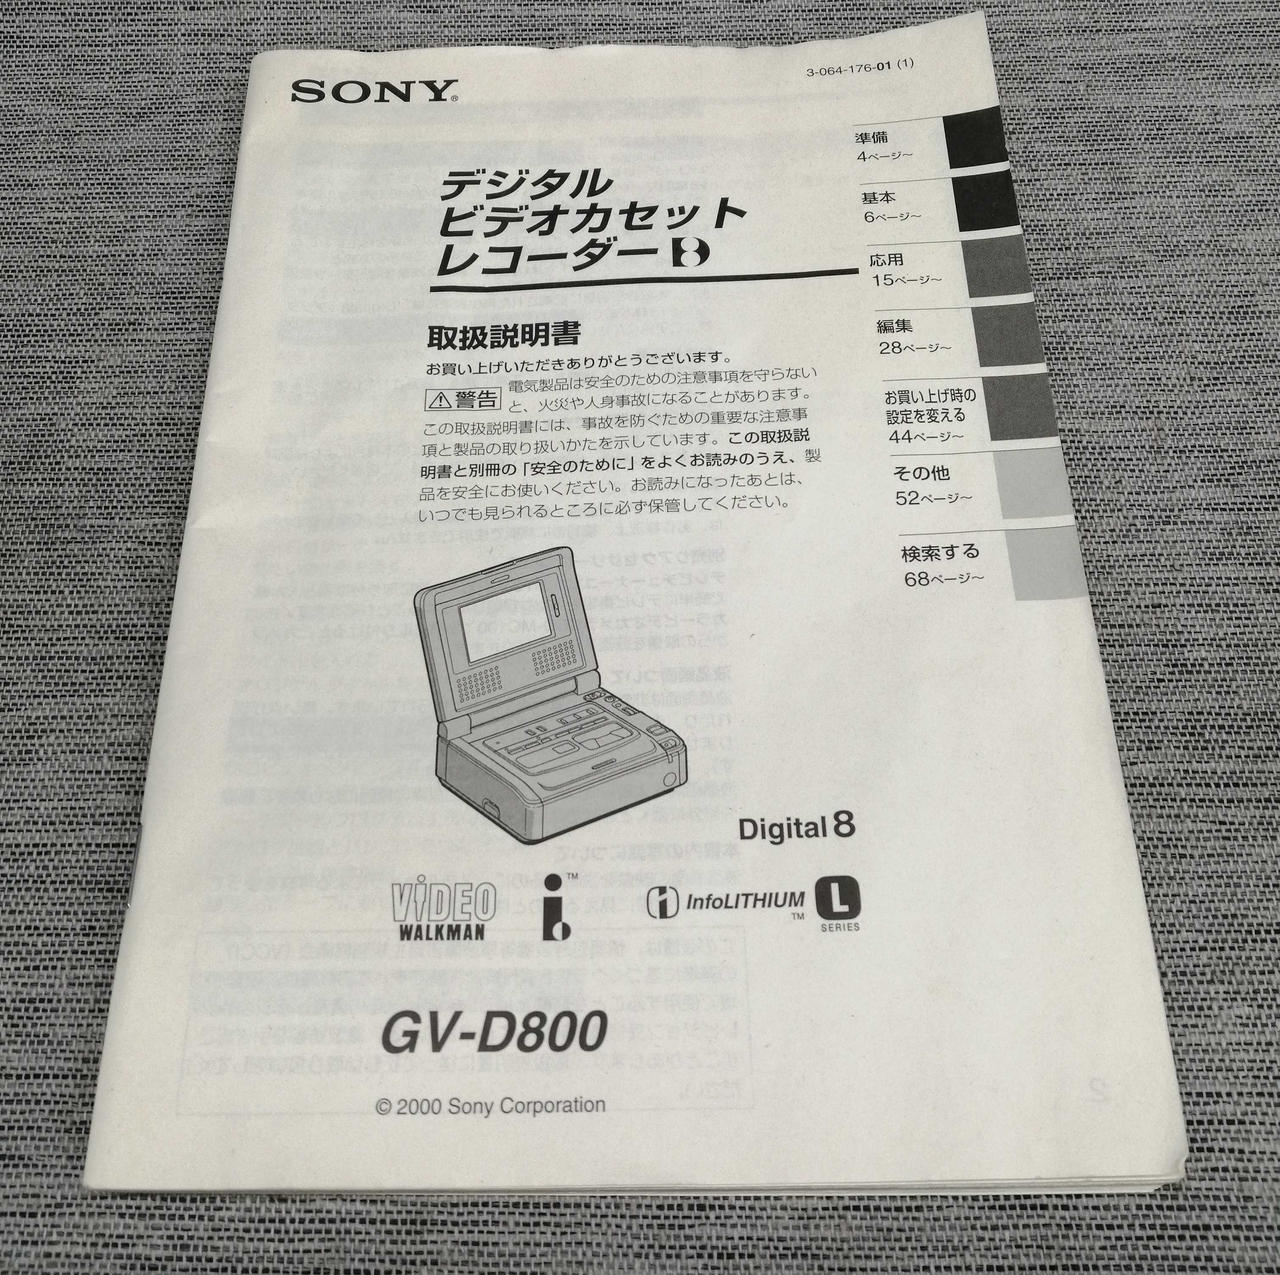 SONY®
3-064-176-01 (1)
デジタル
ビデオカセット
レコーダー
取扱説明書
お買い上げいただきありがとうございます。
警告 電気製品は安全のための注意事項を守らない
と、火災や人身事故になることがあります。
この取扱説明書には、事故を防ぐための重要な注意事
項と製品の取り扱いかたを示しています。この取扱説
明書と別冊の「安全のために」をよくお読みのうえ、製
品を安全にお使いください。お読みになったあとは、
いつでも見られるところに必ず保管してください。
準備
4ページ~
基本
6ページ~
応用
15ページ~
編集
28ページ~
お買い上げ時の
設定を変える
44ページ~
その他
52ページ~
検索する
68ページ~
Digital8
VIDEO
WALKMAN
TM
InfoLITHIUM
TM
L
SERIES
GV-D800
© 2000 Sony Corporation